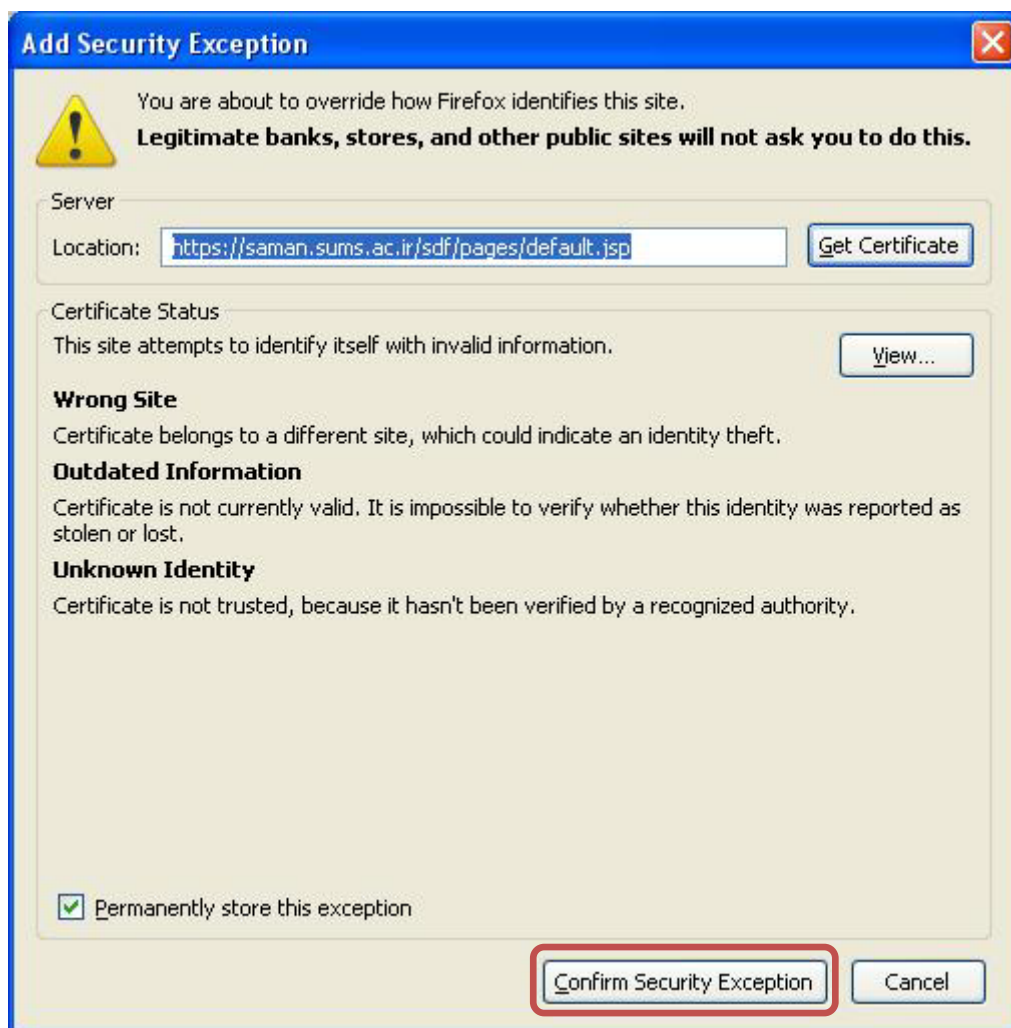 Add Security Exception
You are about to override how Firefox identifies this site.
Legitimate banks, stores, and other public sites will not ask you to do this.
Server
Location: https://saman.sums.ac.ir/sdf/pages/default.jsp Get Certificate
Certificate Status
This site attempts to identify itself with invalid information.
View...
Wrong Site
Certificate belongs to a different site, which could indicate an identity theft.
Outdated Information
Certificate is not currently valid. It is impossible to verify whether this identity was reported as
stolen or lost.
Unknown Identity
Certificate is not trusted, because it hasn't been verified by a recognized authority.
Permanently store this exception
Confirm Security Exception Cancel